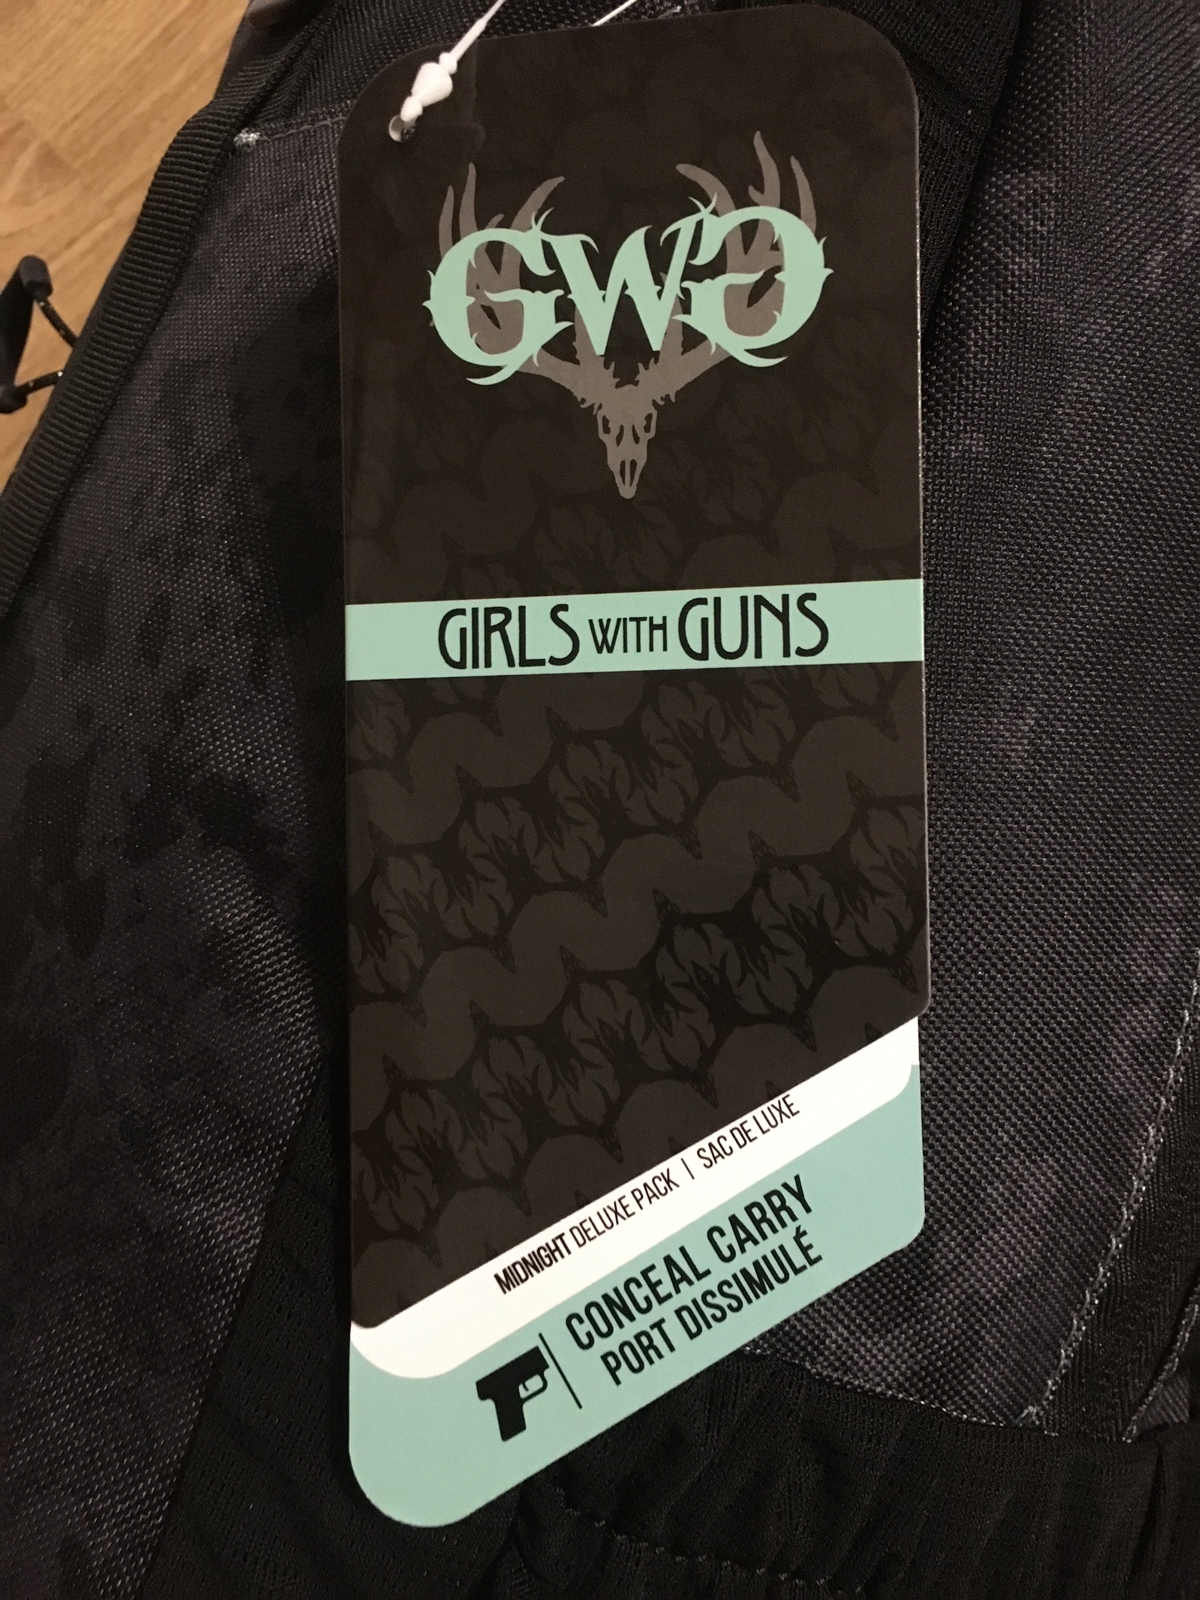 GWG
GIRLS WITH GUNS
MIDNIGHT DELUXE PACK | SAC DE LUXE
CONCEAL CARRY
PORT DISSIMULÉ